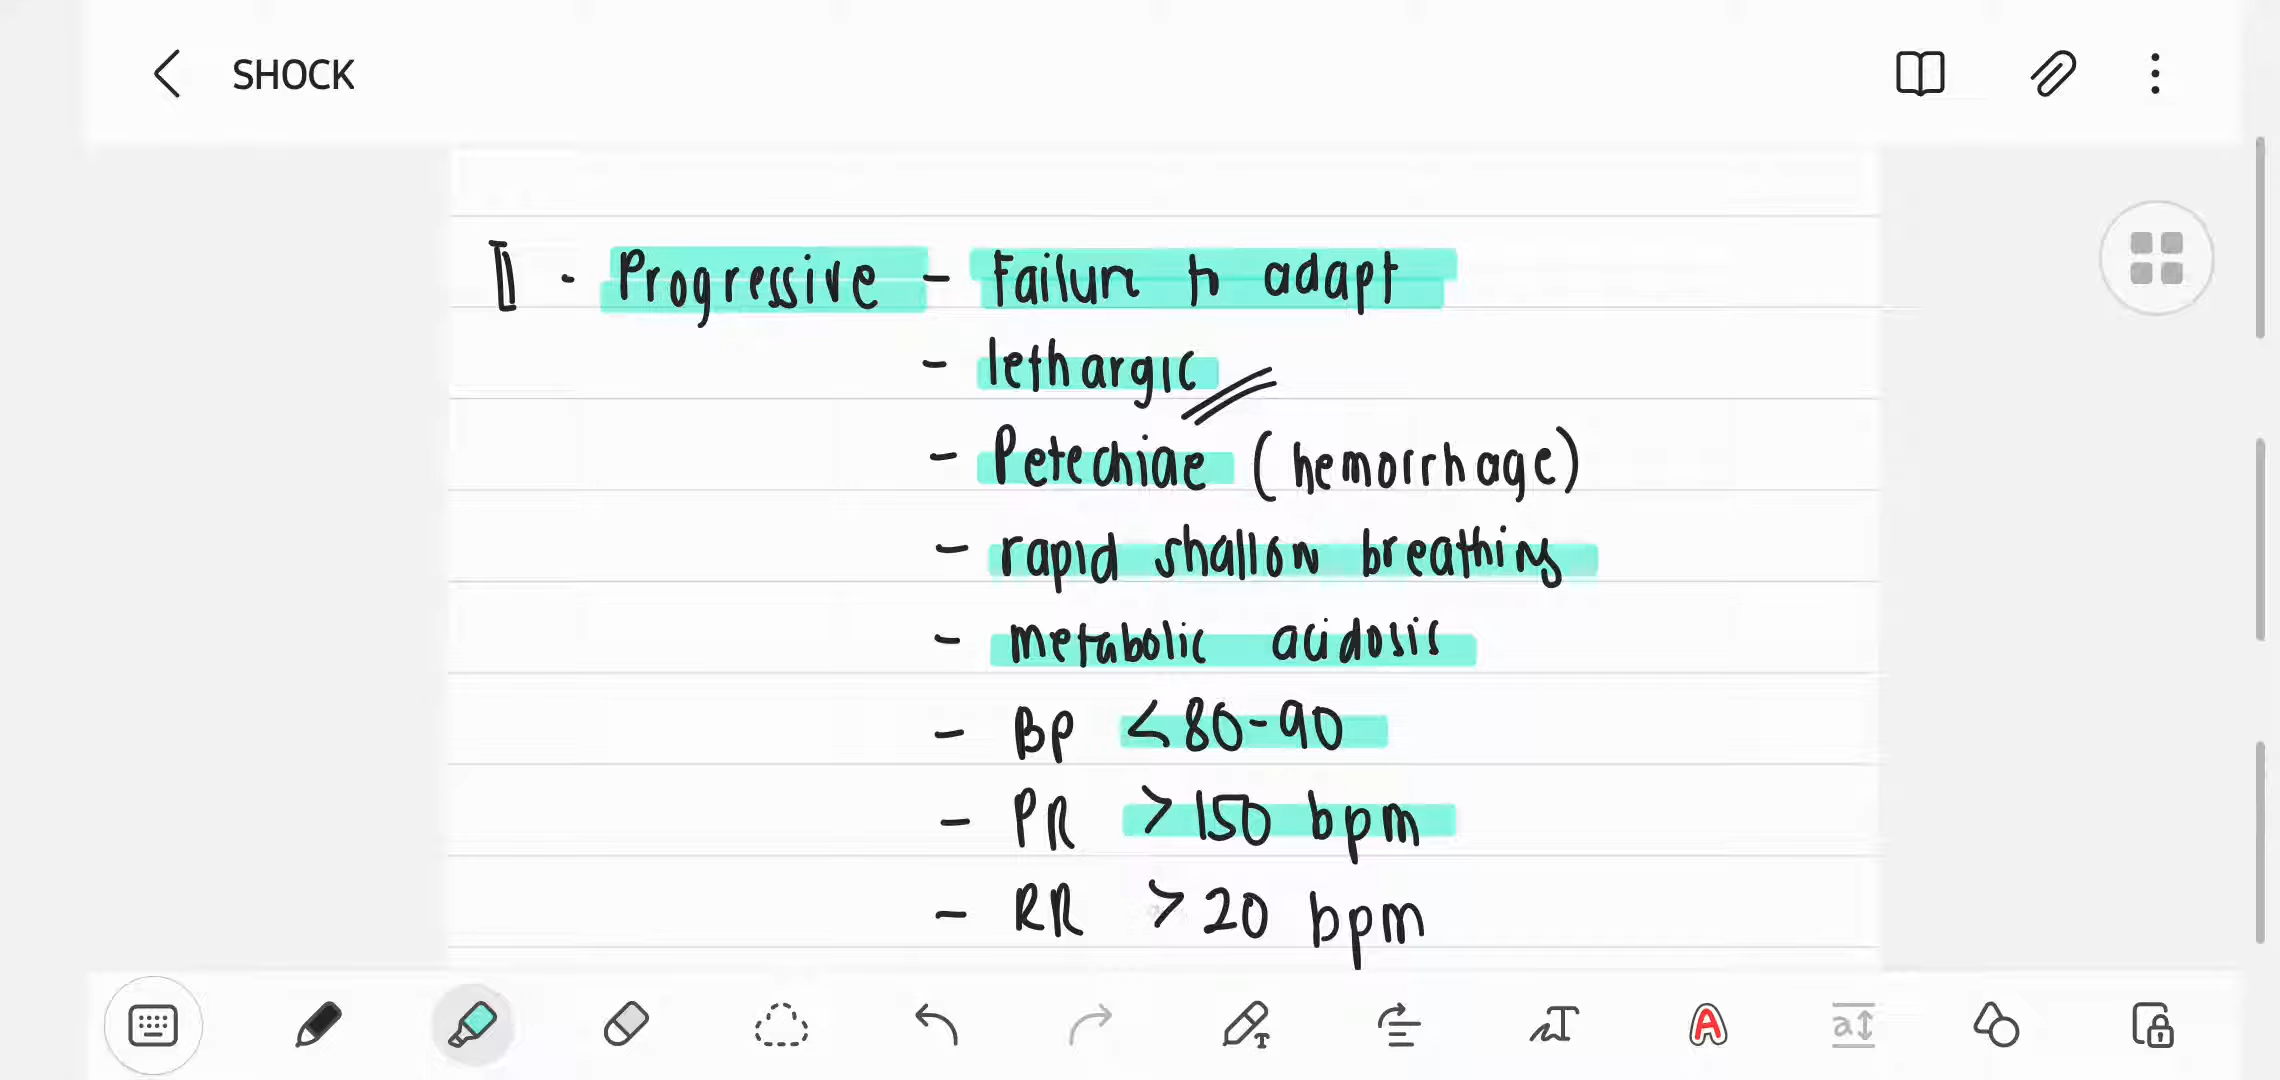 SHOCK
II - Progressive - Failure to adapt
- lethargic
- Petechiae (hemorrhage)
- rapid shallow breathing
- metabolic acidosis
- BP <80-90
- PR >150 bpm
- RR >20 bpm